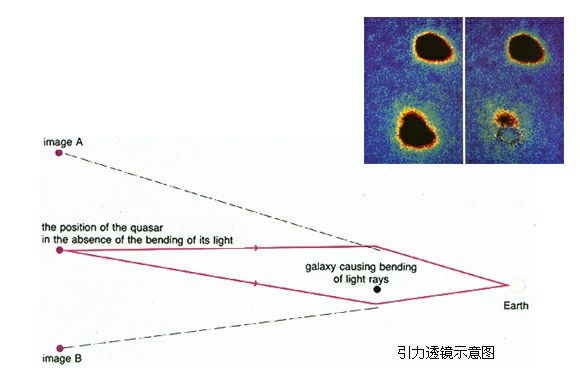 image A
the position of the quasar
in the absence of the bending of its light
galaxy causing bending
of light rays
Earth
image B
引力透镜示意图